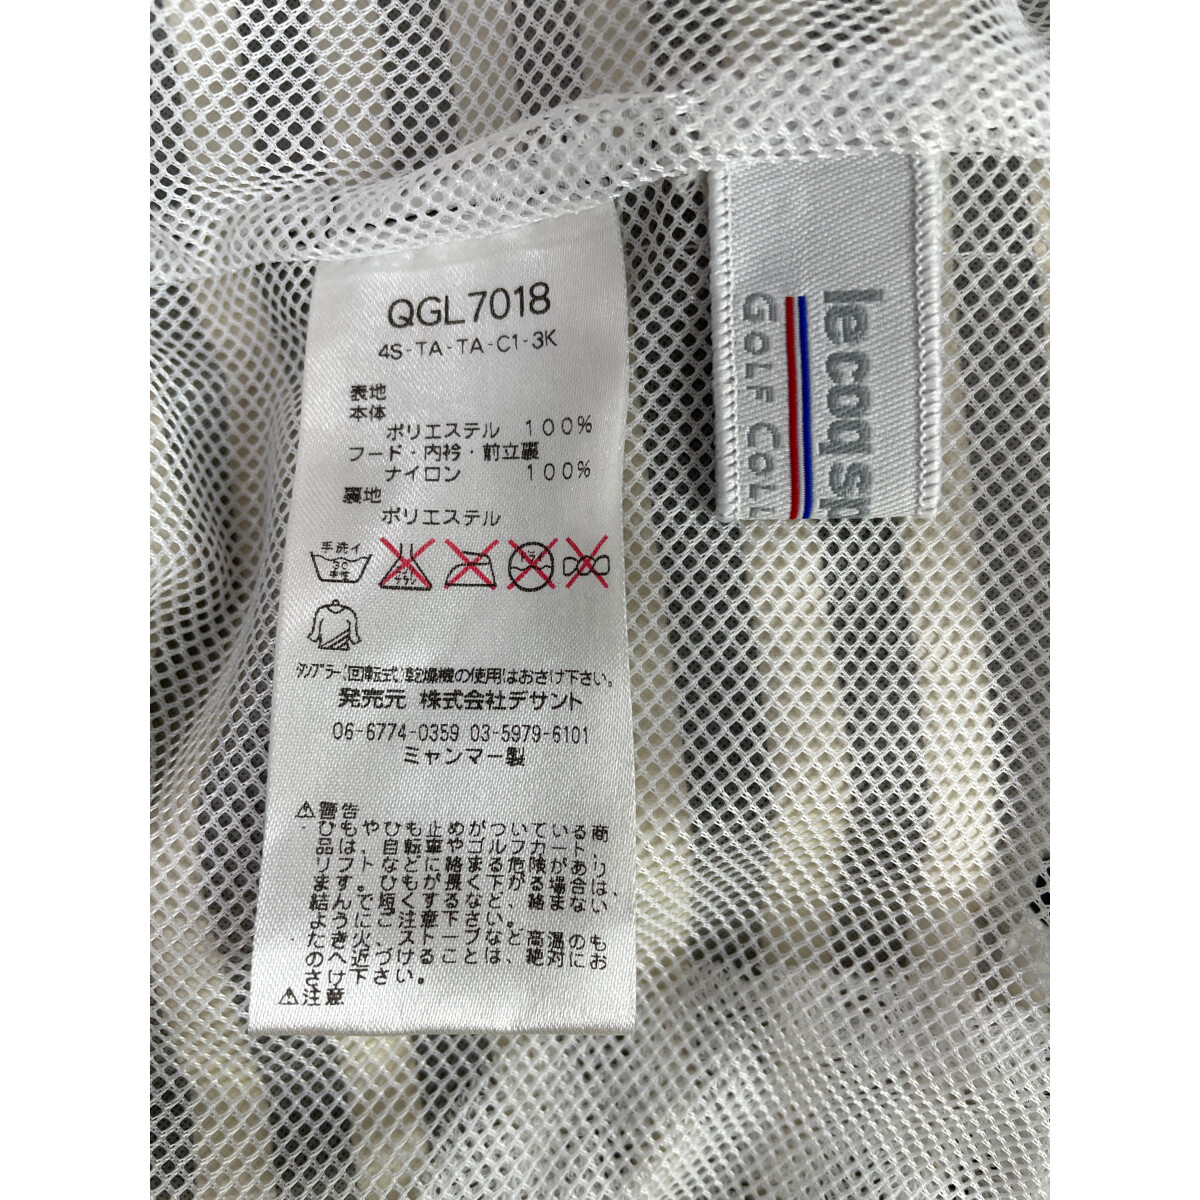 QGL7018
4S-TA-TA-C1-3K
表地
本体
ポリエステル 100%
フード・内衿・前立裏
ナイロン 100%
裏地
ポリエステル
手洗イ
30
中性
タンブラー(回転式)乾燥機の使用はおさけ下さい。
発売元 株式会社デサント
06-6774-0359 03-5979-6101
ミャンマー製
⚠警告
ひもやひも止めがついている商
品は、自転車やゴルフカート、
リフトなどに絡まる危険があり
ます。ひもが長く下がる場合は、
結んで短くするなど、絡まない
ようにご注意下さい。
たき火、ストーブなど高温のも
のへ近づけることは、絶対にお
さけ下さい。
⚠注意
lecoqsp
GOLF COLL